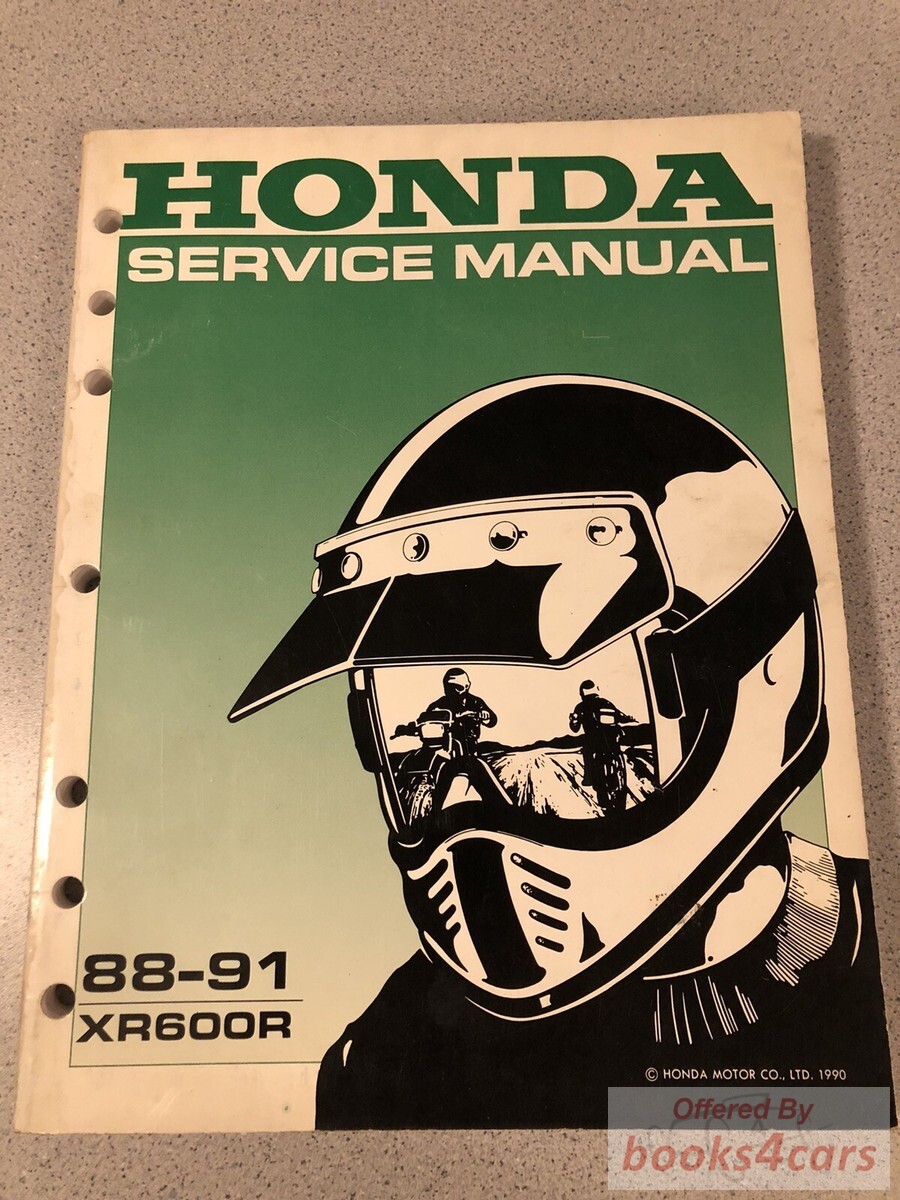 HONDA
SERVICE MANUAL
88-91
XR600R
© HONDA MOTOR CO., LTD. 1990
Offered By
books4cars